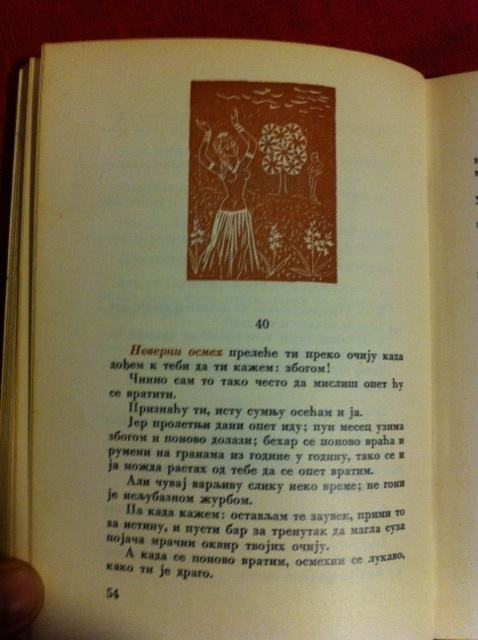 40
Неверни осмех прелеће ти преко очију када
дођем к теби да ти кажем: збогом!
Чинио сам то тако често да мислиш опет ћу
се вратити.
Признаћу ти, исту сумњу осећам и ја.
Јер пролетњи дани опет иду; пун месец узима
збогом и поново долази; бехар се поново враћа и
румени на гранама из године у годину, тако се и
ја можда растах од тебе да се опет вратим.
Али чувај варљиву слику неко време; не гони
је нељубазном журбом.
Па када кажем: остављам те заувек, прими то
за истину, и пусти бар за тренутак да магла суза
појача мрачни оквир твојих очију.
А када се поново вратим, осмехни се лукаво,
како ти је драго.
54